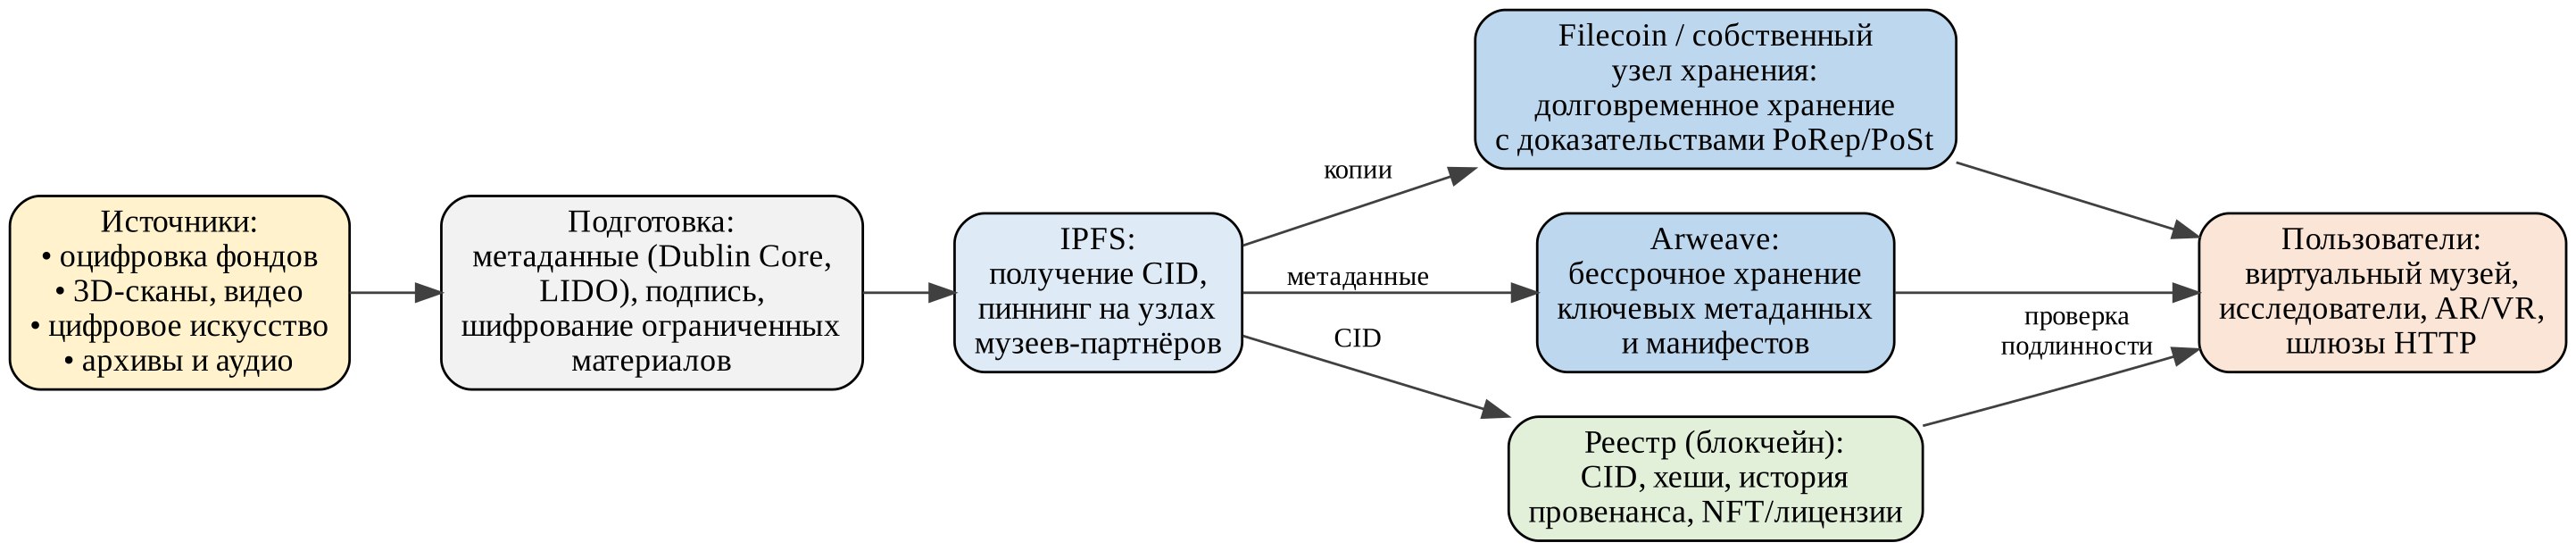 Источники:
• оцифровка фондов
• 3D-сканы, видео
• цифровое искусство
• архивы и аудио
Подготовка:
метаданные (Dublin Core,
LIDO), подпись,
шифрование ограниченных
материалов
IPFS:
получение CID,
пиннинг на узлах
музеев-партнёров
копии
метаданные
CID
Filecoin / собственный
узел хранения:
долговременное хранение
с доказательствами PoRep/PoSt
Arweave:
бессрочное хранение
ключевых метаданных
и манифестов
Реестр (блокчейн):
CID, хеши, история
провенанса, NFT/лицензии
проверка
подлинности
Пользователи:
виртуальный музей,
исследователи, AR/VR,
шлюзы HTTP